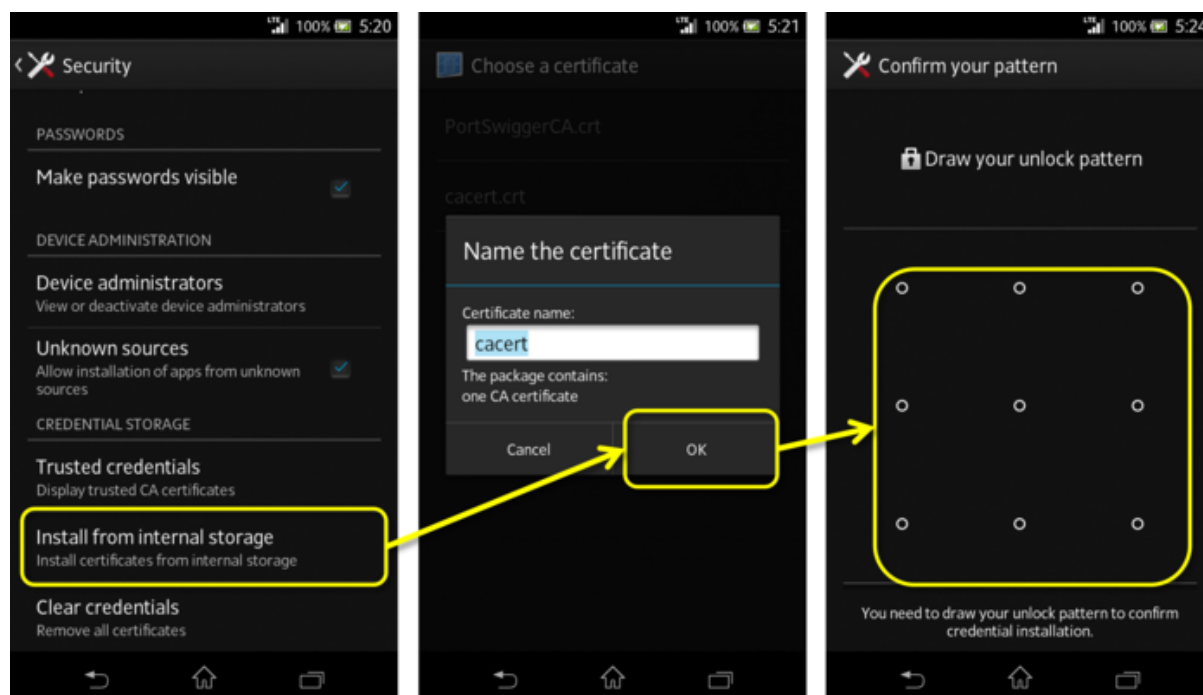 LTE 100% 5:20
Security
PASSWORDS
Make passwords visible
DEVICE ADMINISTRATION
Device administrators
View or deactivate device administrators
Unknown sources
Allow installation of apps from unknown
sources
CREDENTIAL STORAGE
Trusted credentials
Display trusted CA certificates
Install from internal storage
Install certificates from internal storage
Clear credentials
Remove all certificates
LTE 100% 5:21
Choose a certificate
PortSwiggerCA.crt
cacert.crt
Name the certificate
Certificate name:
cacert
The package contains:
one CA certificate
Cancel OK
LTE 100% 5:24
Confirm your pattern
Draw your unlock pattern
You need to draw your unlock pattern to confirm
credential installation.